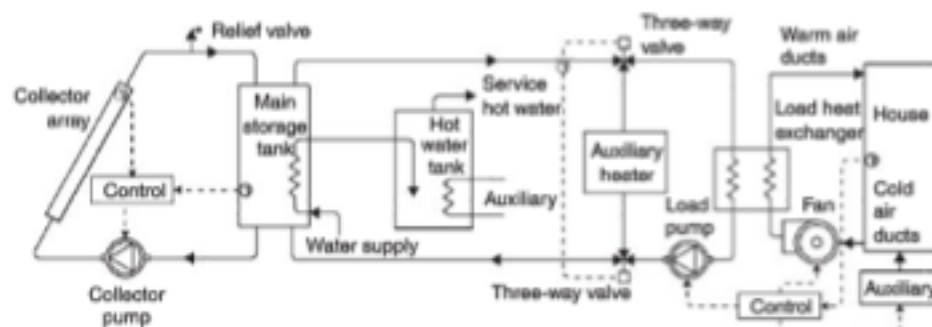 Relief valve
Collector
array
Control
Collector
pump
Main
storage
tank
Water supply
Service
hot water
Hot
water
tank
Auxiliary
Three-way
valve
Auxiliary
heater
Three-way valve
Load
pump
Warm air
ducts
Load heat
exchanger
Fan
Control
House
Cold
air
ducts
Auxiliary